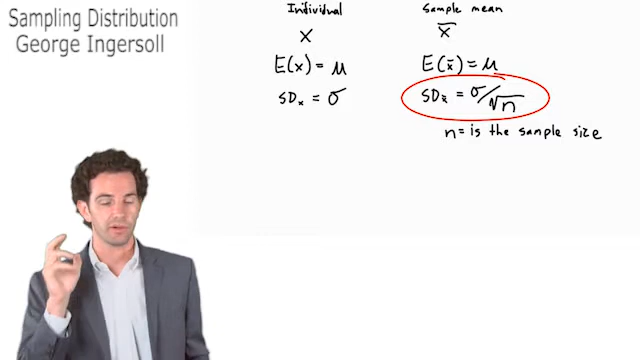 Sampling Distribution
George Ingersoll
Individual
X
E(x) = μ
SDₓ = σ
Sample mean
x̄
E(x̄) = μ
SDx̄ = σ/√n
n = is the sample size